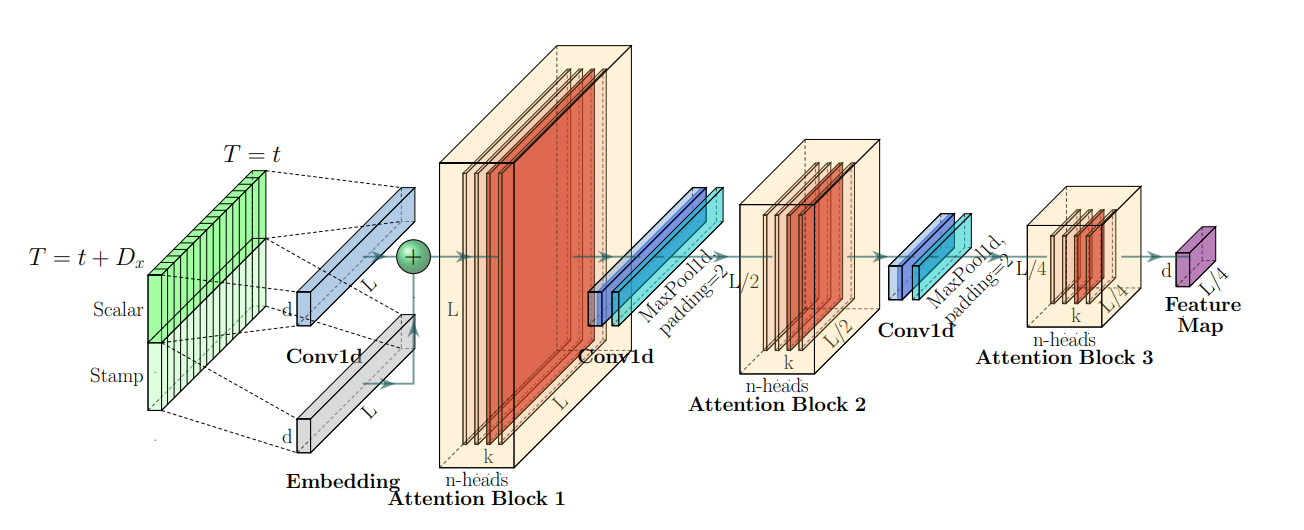 T = t
T = t + Dx
Scalar
Stamp
d
L
Conv1d
d
L
Embedding
+
L
L
k
n-heads
Attention Block 1
Conv1d
MaxPool1d,
padding=2
L/2
L/2
k
n-heads
Attention Block 2
Conv1d
MaxPool1d,
padding=2
L/4
L/4
k
n-heads
Attention Block 3
d
L/4
Feature
Map